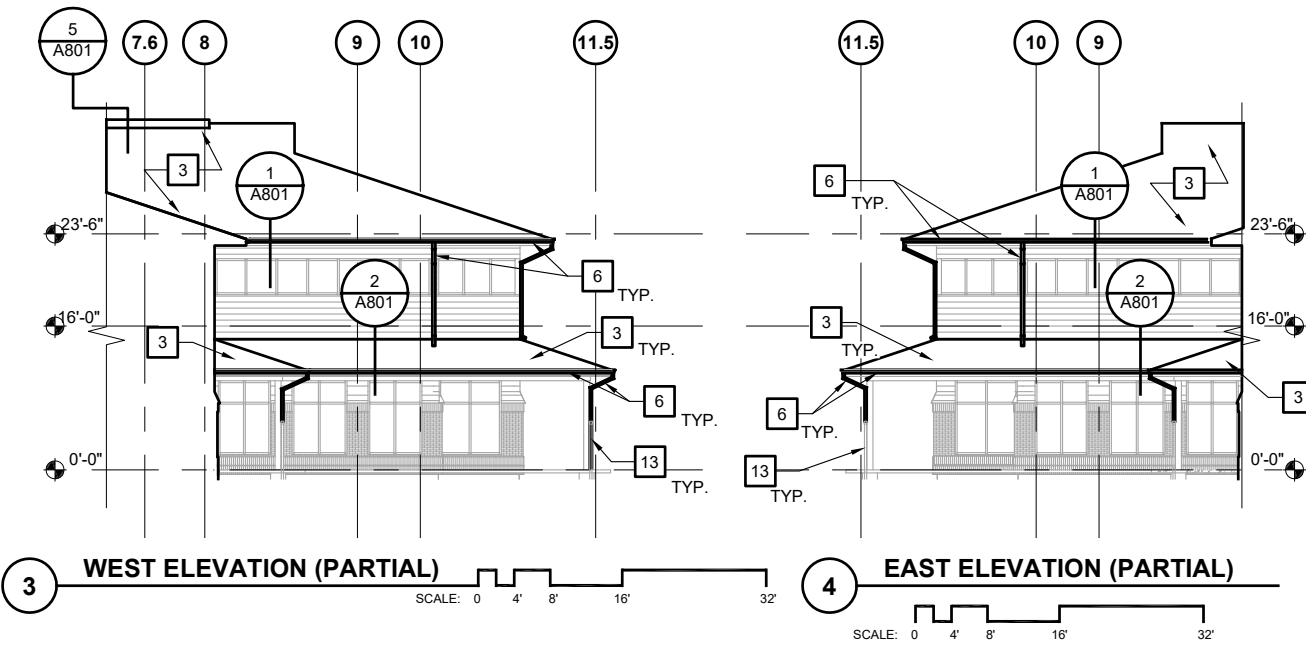 5
A801
7.6
8
9
10
11.5
11.5
10
9
3
1
A801
6
TYP.
1
A801
3
23'-6"
23'-6"
2
A801
6
TYP.
2
A801
16'-0"
3
3
TYP.
3
TYP.
16'-0"
6
TYP.
6
TYP.
3
13
TYP.
13
TYP.
0'-0"
0'-0"
3
WEST ELEVATION (PARTIAL)
SCALE: 0 4' 8' 16' 32'
4
EAST ELEVATION (PARTIAL)
SCALE: 0 4' 8' 16' 32'